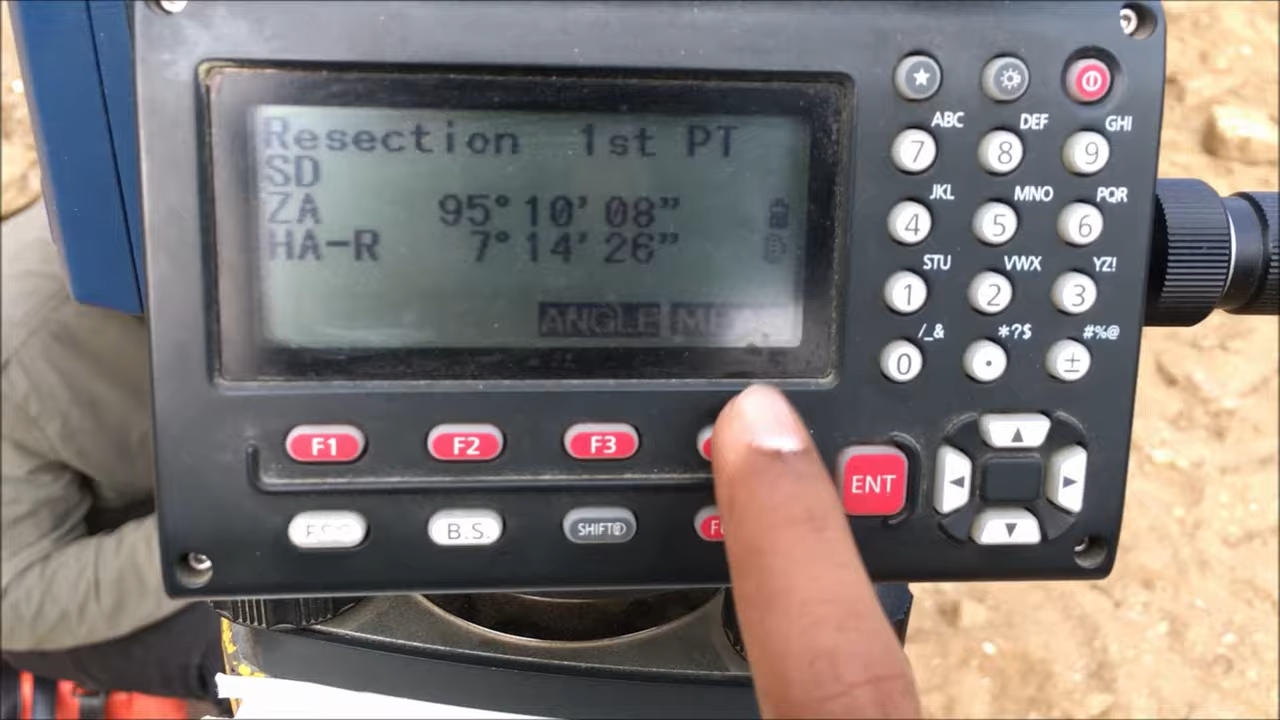 Resection 1st PT
SD
ZA 95° 10' 08"
HA-R 7° 14' 26"
ANGLE
ABC DEF GHI
7 8 9
JKL MNO PQR
4 5 6
STU VWX YZ!
1 2 3
/_& *?$ #%@
0 • ±
F1 F2 F3
ENT
ESC B.S. SHIFT@